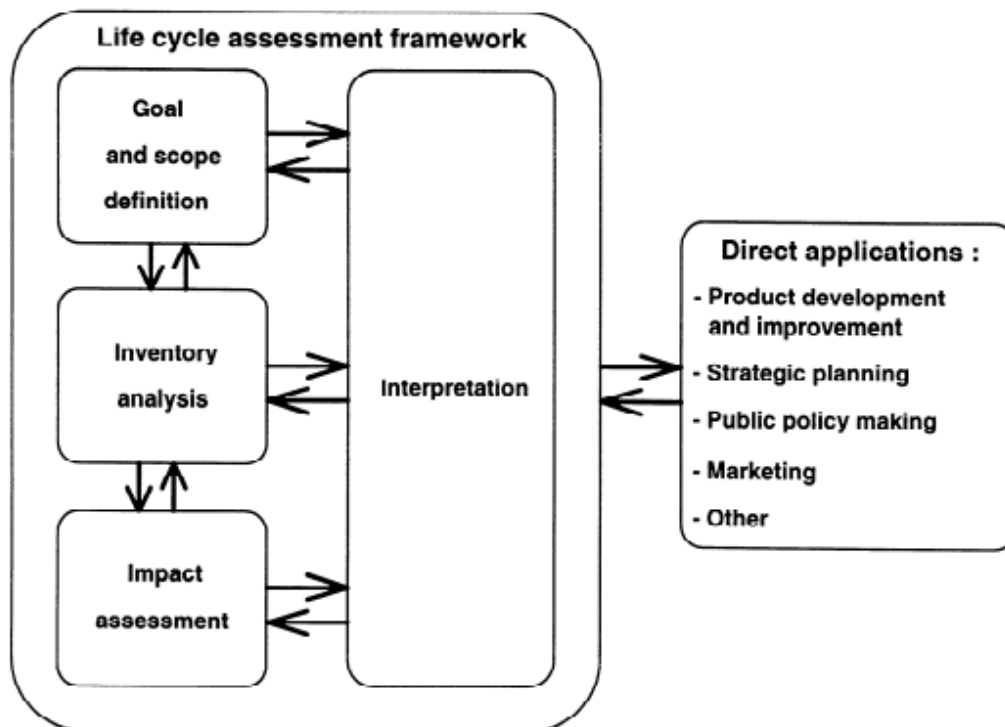 Life cycle assessment framework
Goal
and scope
definition
Inventory
analysis
Impact
assessment
Interpretation
Direct applications :
- Product development
and improvement
- Strategic planning
- Public policy making
- Marketing
- Other